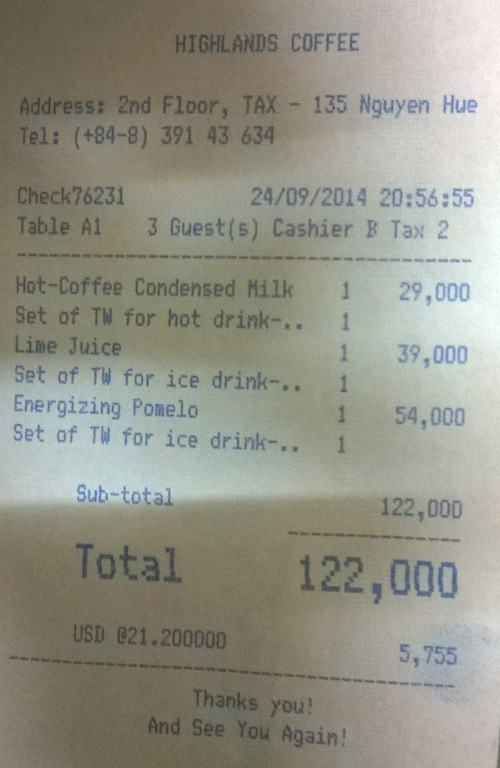 HIGHLANDS COFFEE
Address: 2nd Floor, TAX - 135 Nguyen Hue
Tel: (+84-8) 391 43 634
Check76231 24/09/2014 20:56:55
Table A1 3 Guest(s) Cashier B Tax 2
Hot-Coffee Condensed Milk 1 29,000
Set of TW for hot drink-.. 1
Lime Juice 1 39,000
Set of TW for ice drink-.. 1
Energizing Pomelo 1 54,000
Set of TW for ice drink-.. 1
Sub-total 122,000
Total 122,000
USD @21.200000 5,755
Thanks you!
And See You Again!